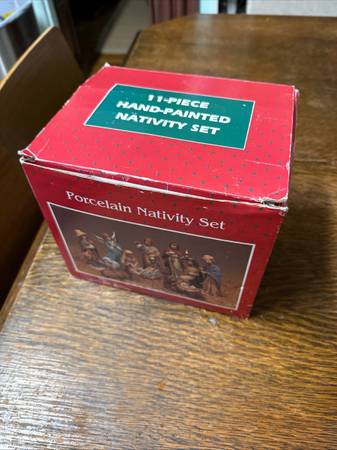 11-PIECE
HAND-PAINTED
NATIVITY SET
Porcelain Nativity Set